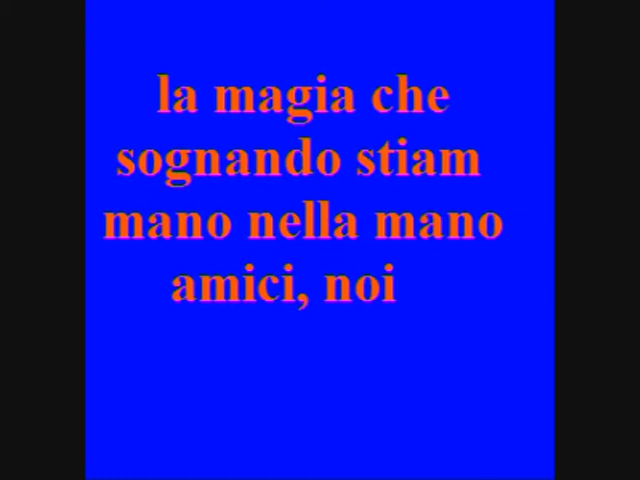 la magia che
sognando stiam
mano nella mano
amici, noi